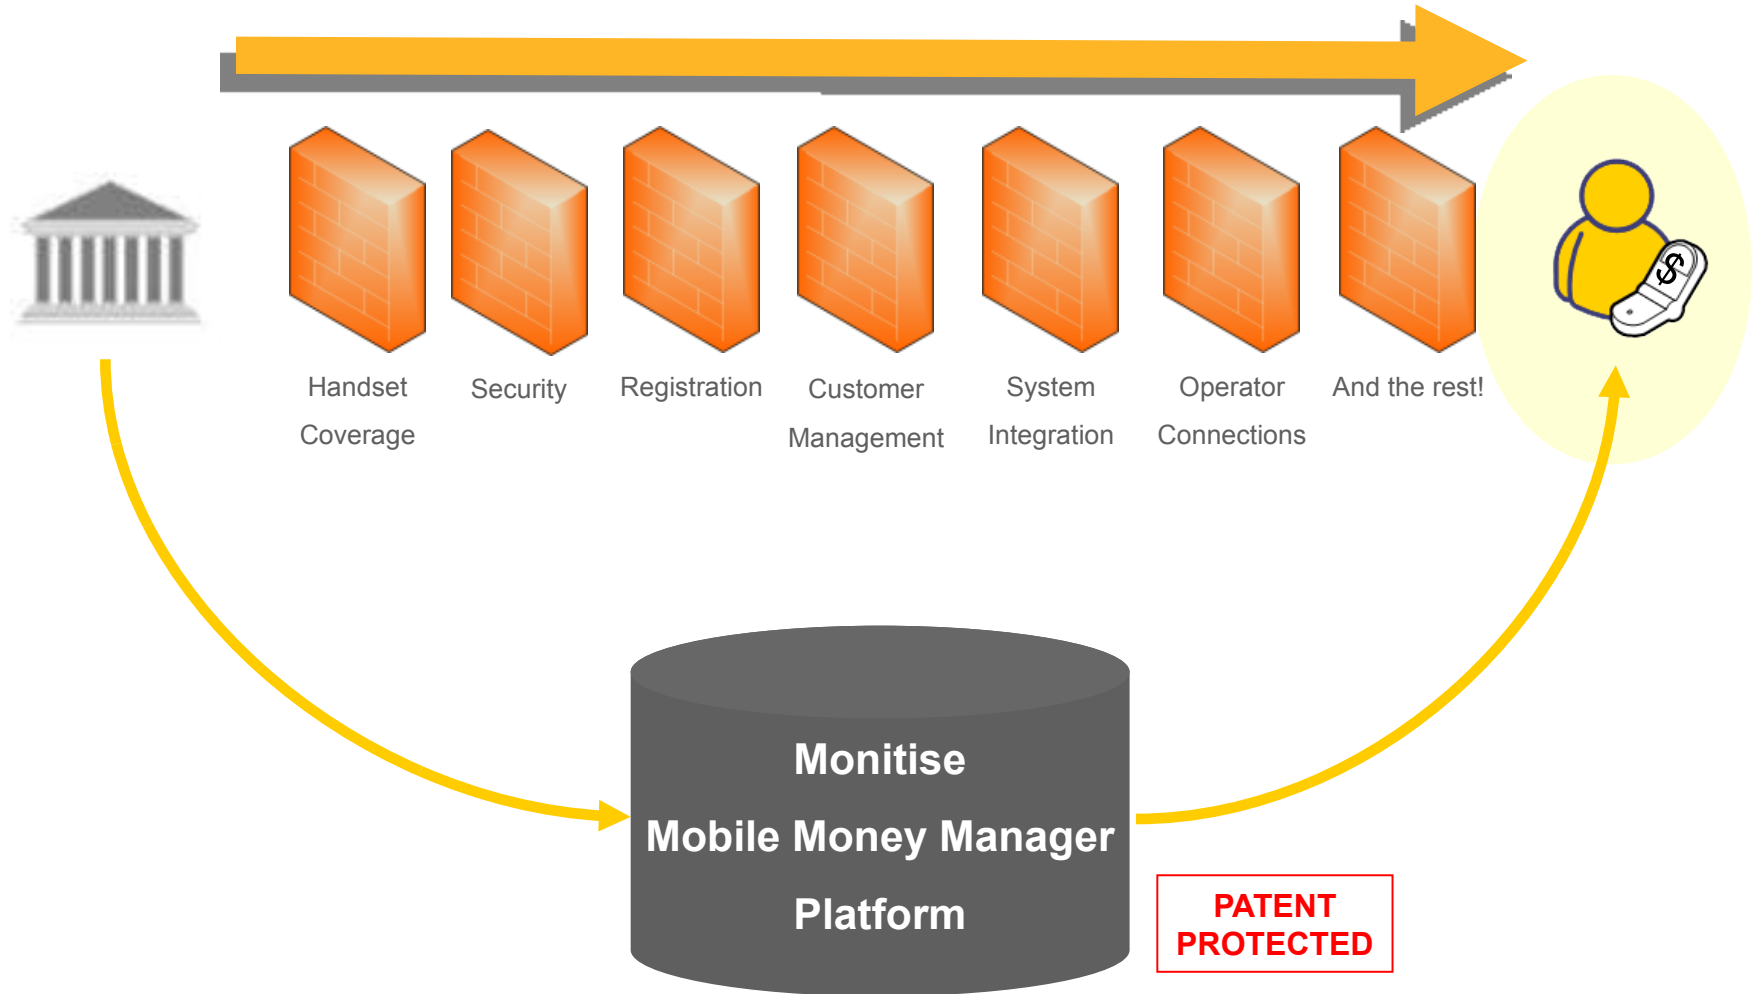 $
Handset
Coverage
Security
Registration
Customer
Management
System
Integration
Operator
Connections
And the rest!
Monitise
Mobile Money Manager
Platform
PATENT
PROTECTED